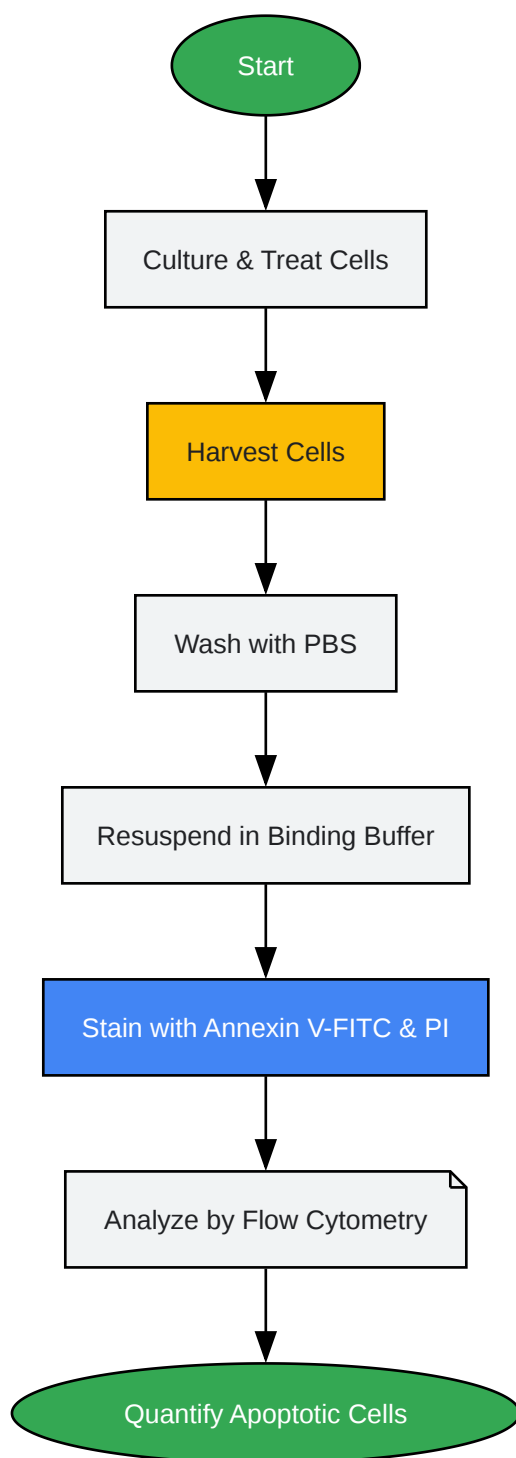 Start
Culture & Treat Cells
Harvest Cells
Wash with PBS
Resuspend in Binding Buffer
Stain with Annexin V-FITC & PI
Analyze by Flow Cytometry
Quantify Apoptotic Cells